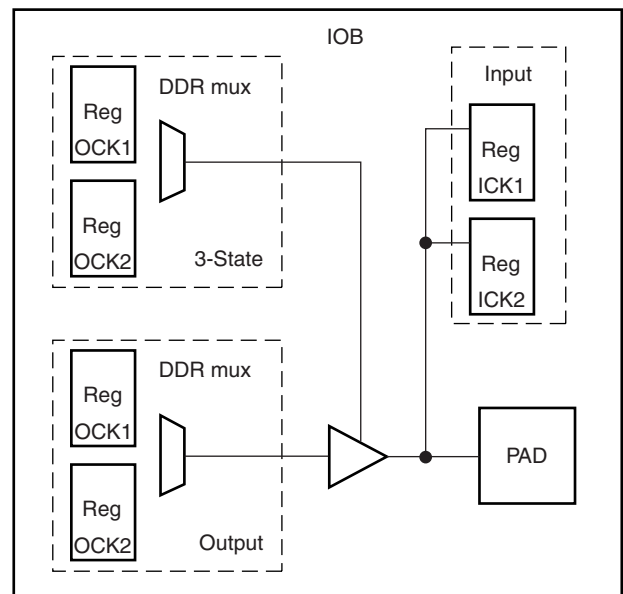 IOB
DDR mux
Reg
OCK1
Reg
OCK2
3-State
Input
Reg
ICK1
Reg
ICK2
DDR mux
Reg
OCK1
Reg
OCK2
Output
PAD